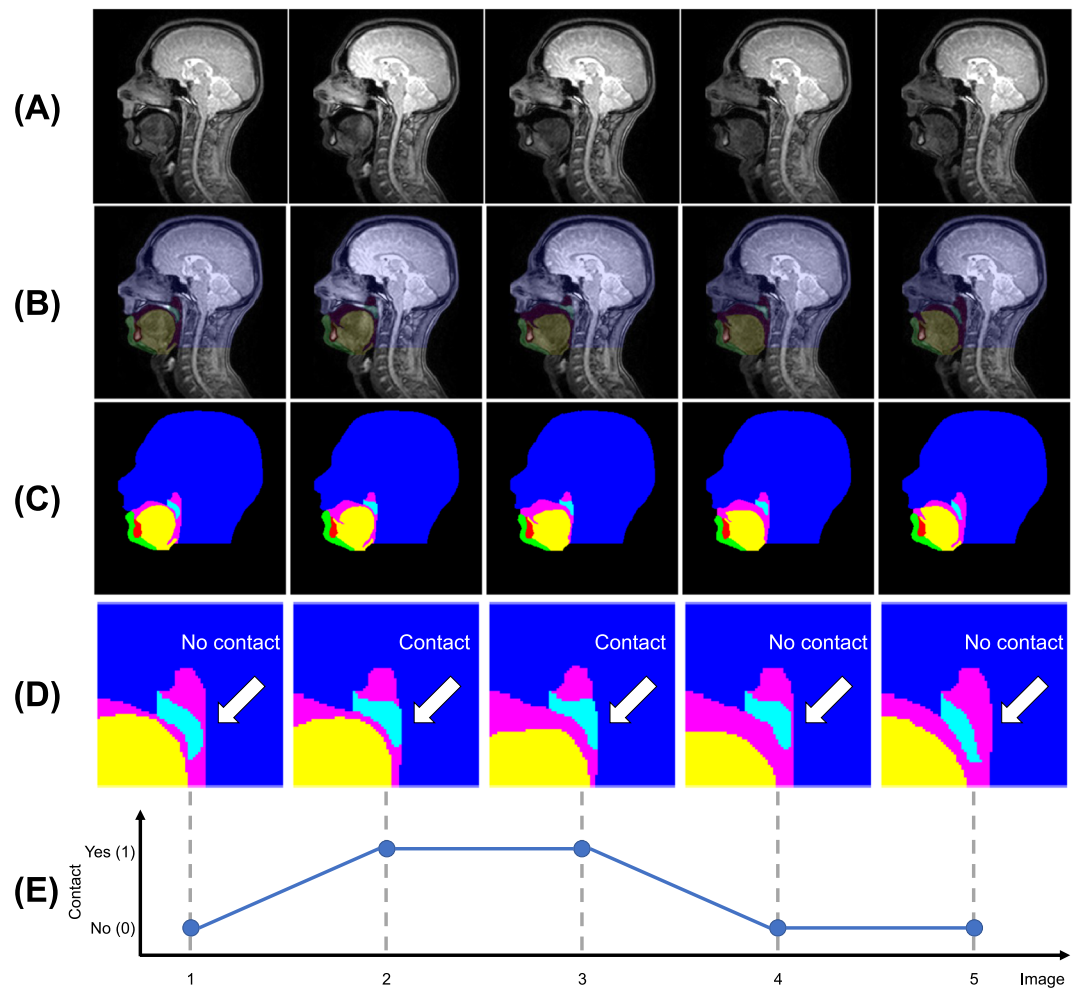 (A)
(B)
(C)
(D)
No contact
Contact
Contact
No contact
No contact
(E)
Contact
Yes (1)
No (0)
1
2
3
4
5
Image